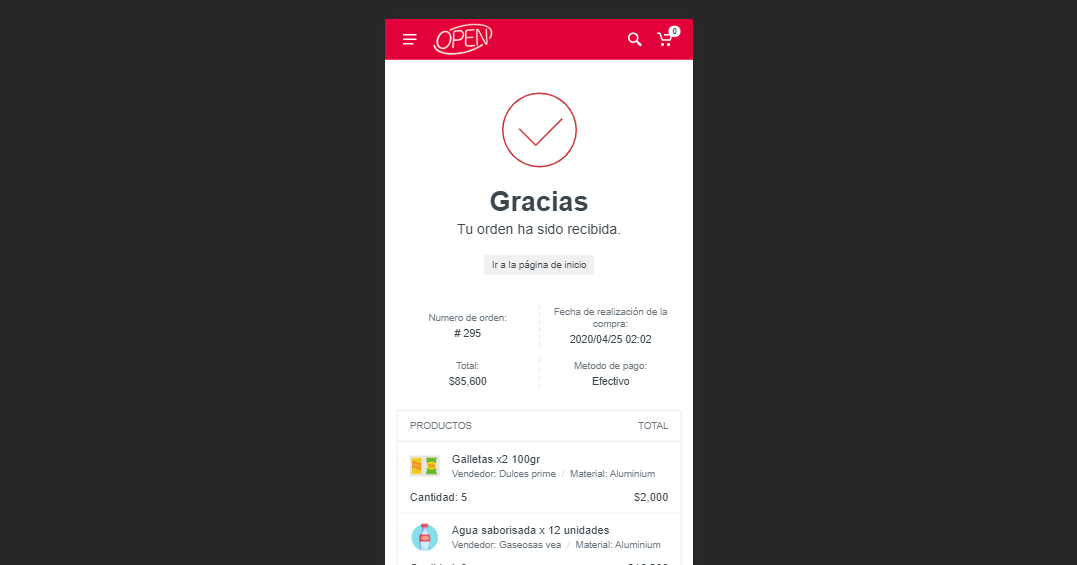 OPEN
0
Gracias
Tu orden ha sido recibida.
Ir a la página de inicio
Numero de orden:
# 295
Fecha de realización de la
compra:
2020/04/25 02:02
Total:
$85,600
Metodo de pago:
Efectivo
PRODUCTOS TOTAL
Galletas x2 100gr
Vendedor: Dulces prime / Material: Aluminium
Cantidad: 5 $2,000
Agua saborisada x 12 unidades
Vendedor: Gaseosas vea / Material: Aluminium